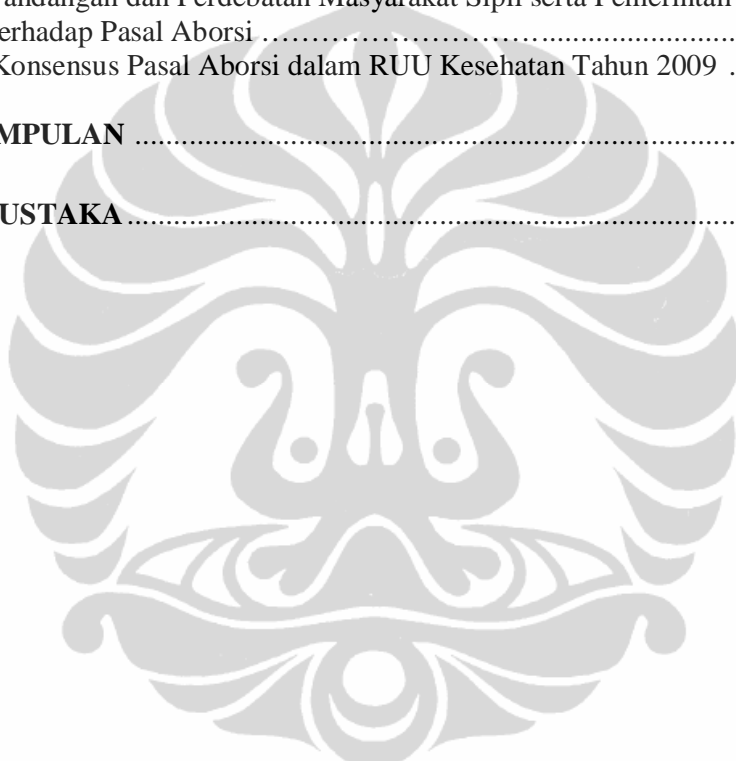 andangan dan Perdebatan Masyarakat Sipil serta Pemerintah
erhadap Pasal Aborsi ……………………….....................
Konsensus Pasal Aborsi dalam RUU Kesehatan Tahun 2009 .
MPULAN ..............................................................................
USTAKA ...............................................................................